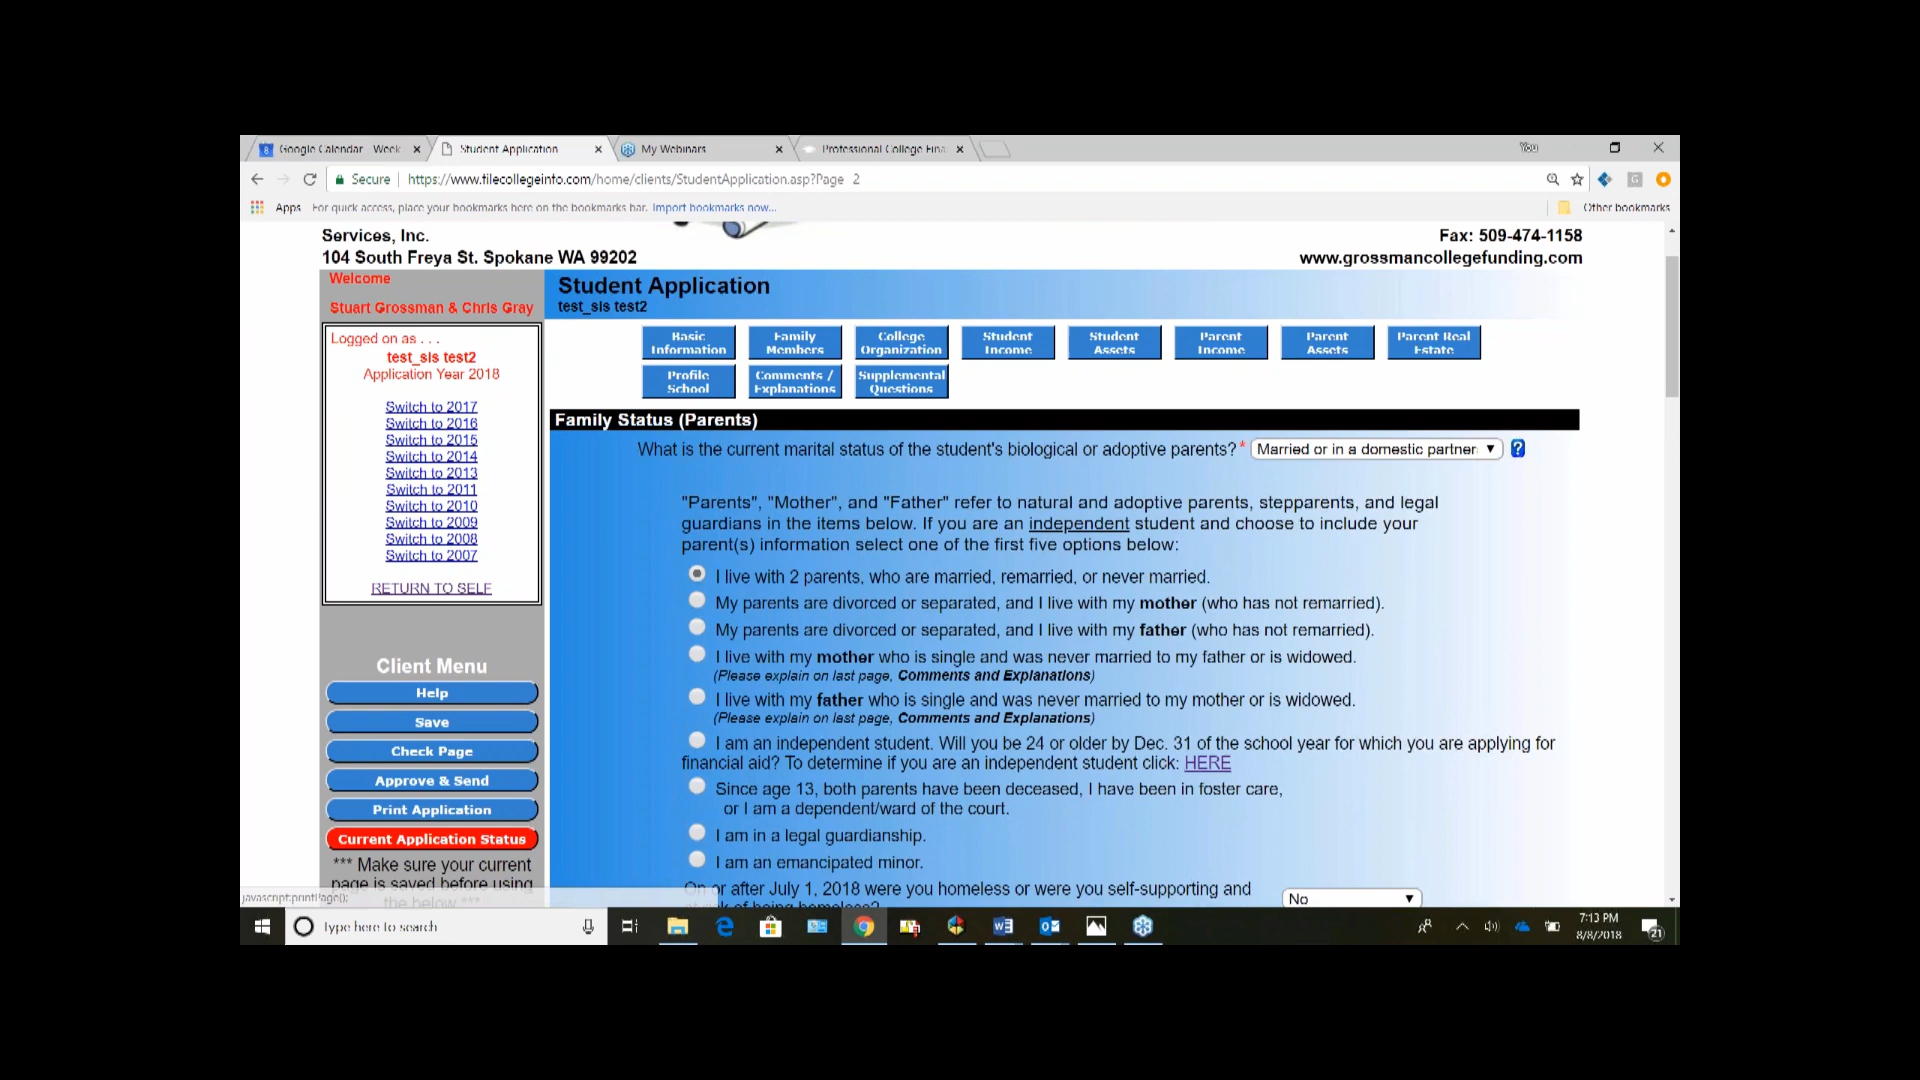 Google Calendar - Week
Student Application
My Webinars
Professional College Fina
You
Secure
https://www.filecollegeinfo.com/home/clients/StudentApplication.asp?Page 2
Apps
For quick access, place your bookmarks here on the bookmarks bar. Import bookmarks now...
Other bookmarks
Services, Inc.
Fax: 509-474-1158
104 South Freya St. Spokane WA 99202
www.grossmancollegefunding.com
Welcome
Stuart Grossman & Chris Gray
Logged on as . . .
test_sls test2
Application Year 2018
Switch to 2017
Switch to 2016
Switch to 2015
Switch to 2014
Switch to 2013
Switch to 2011
Switch to 2010
Switch to 2009
Switch to 2008
Switch to 2007
RETURN TO SELF
Client Menu
Help
Save
Check Page
Approve & Send
Print Application
Current Application Status
*** Make sure your current
page is saved before using
the below ***
Student Application
test_sls test2
Basic Information
Family Members
College Organization
Student Income
Student Assets
Parent Income
Parent Assets
Parent Real Estate
Profile School
Comments / Explanations
Supplemental Questions
Family Status (Parents)
What is the current marital status of the student's biological or adoptive parents?* Married or in a domestic partner
"Parents", "Mother", and "Father" refer to natural and adoptive parents, stepparents, and legal
guardians in the items below. If you are an independent student and choose to include your
parent(s) information select one of the first five options below:
I live with 2 parents, who are married, remarried, or never married.
My parents are divorced or separated, and I live with my mother (who has not remarried).
My parents are divorced or separated, and I live with my father (who has not remarried).
I live with my mother who is single and was never married to my father or is widowed.
(Please explain on last page, Comments and Explanations)
I live with my father who is single and was never married to my mother or is widowed.
(Please explain on last page, Comments and Explanations)
I am an independent student. Will you be 24 or older by Dec. 31 of the school year for which you are applying for
financial aid? To determine if you are an independent student click: HERE
Since age 13, both parents have been deceased, I have been in foster care,
or I am a dependent/ward of the court.
I am in a legal guardianship.
I am an emancipated minor.
On or after July 1, 2018 were you homeless or were you self-supporting and
at risk of being homeless?
No
javascript:printPage();
Type here to search
7:13 PM
8/8/2018
21